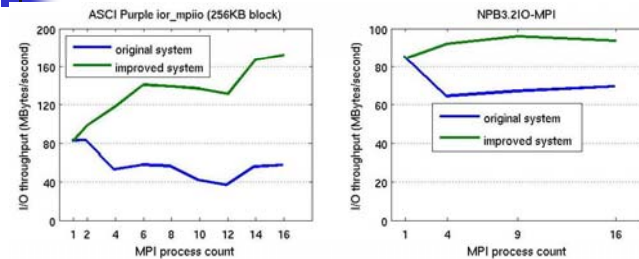 ASCI Purple ior_mpiio (256KB block)
I/O throughput (MBytes/second)
200
160
120
80
40
0
original system
improved system
1 2 4 6 8 10 12 14 16
MPI process count
NPB3.2IO-MPI
I/O throughput (MBytes/second)
100
80
60
40
20
0
original system
improved system
1 4 9 16
MPI process count